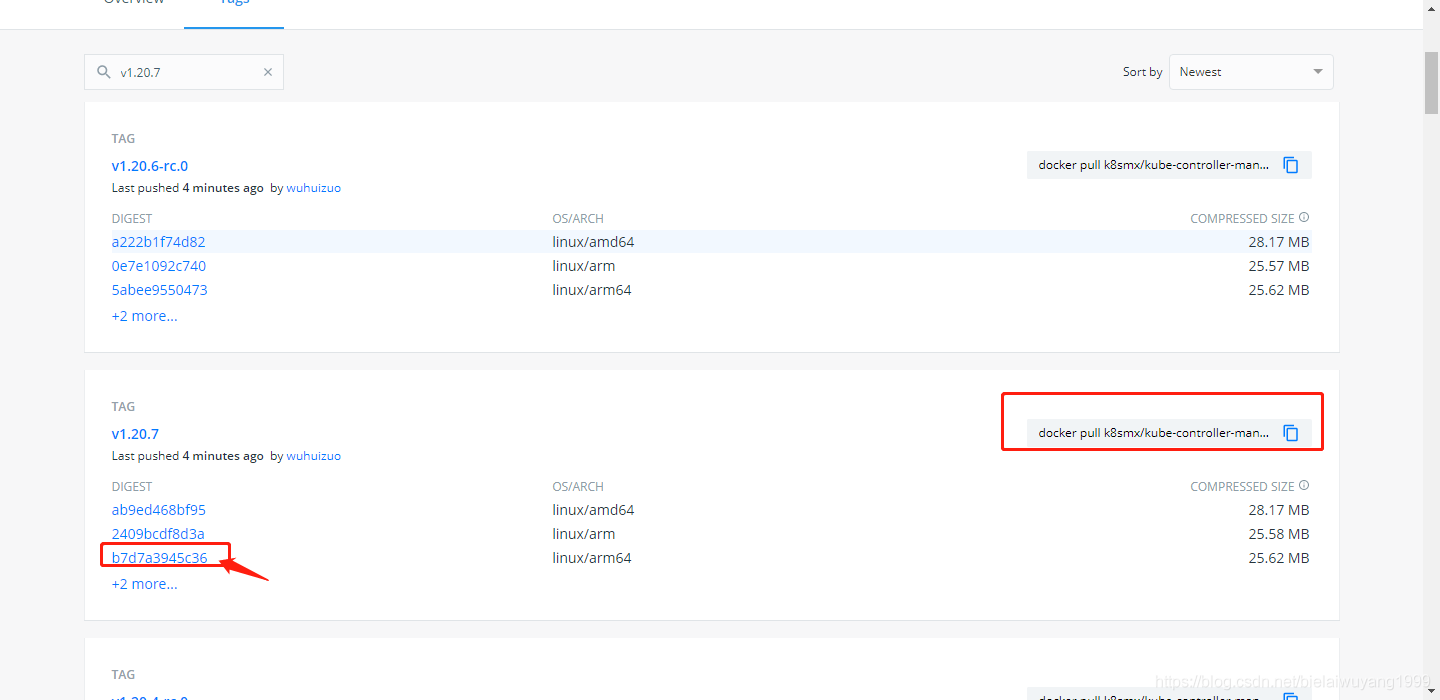 Overview Tags
v1.20.7
Sort by Newest
TAG
v1.20.6-rc.0
docker pull k8smx/kube-controller-man...
Last pushed 4 minutes ago by wuhuizuo
DIGEST OS/ARCH COMPRESSED SIZE
a222b1f74d82 linux/amd64 28.17 MB
0e7e1092c740 linux/arm 25.57 MB
5abee9550473 linux/arm64 25.62 MB
+2 more...
TAG
v1.20.7
docker pull k8smx/kube-controller-man...
Last pushed 4 minutes ago by wuhuizuo
DIGEST OS/ARCH COMPRESSED SIZE
ab9ed468bf95 linux/amd64 28.17 MB
2409bcdf8d3a linux/arm 25.58 MB
b7d7a3945c36 linux/arm64 25.62 MB
+2 more...
TAG
v1.20.4-rc.0
docker pull k8smx/kube-controller-man...
https://blog.csdn.net/bielaiwuyang1999